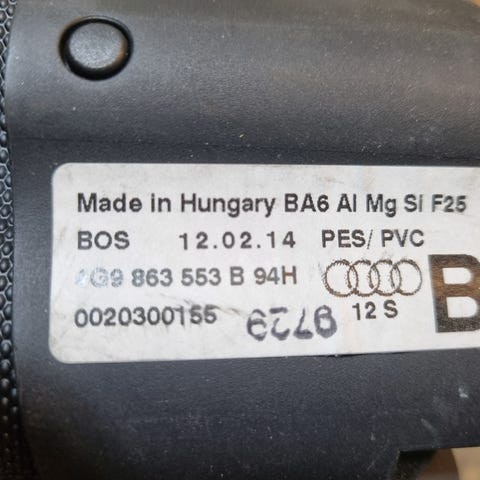 Made in Hungary BA6 Al Mg Si F25
BOS 12.02.14 PES/ PVC
4G9 863 553 B 94H
0020300155 9729 12 S
B